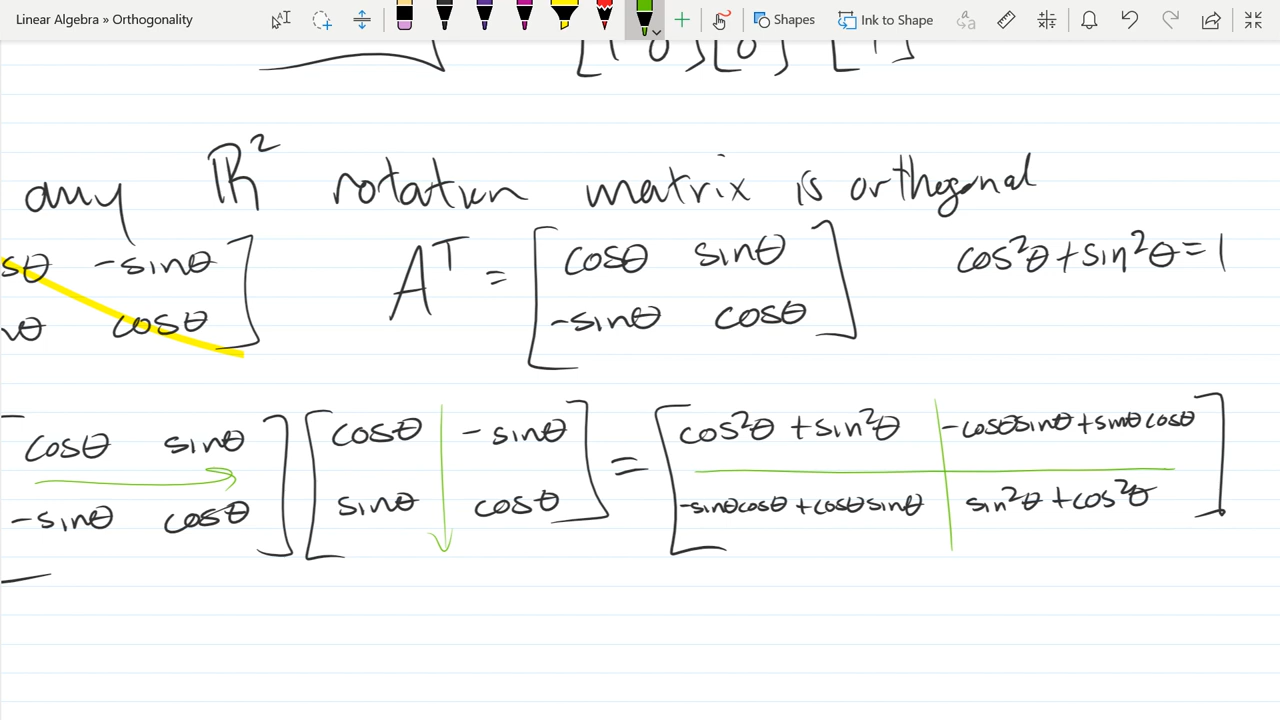 Linear Algebra » Orthogonality
Shapes
Ink to Shape
any ℝ² rotation matrix is orthogonal
sθ -sinθ
nθ cosθ
Aᵀ = [cosθ sinθ
-sinθ cosθ]
cos²θ+sin²θ=1
[cosθ sinθ] [cosθ -sinθ] = [cos²θ+sin²θ -cosθsinθ+sinθcosθ]
[-sinθ cosθ] [sinθ cosθ] [-sinθcosθ+cosθsinθ sin²θ+cos²θ]